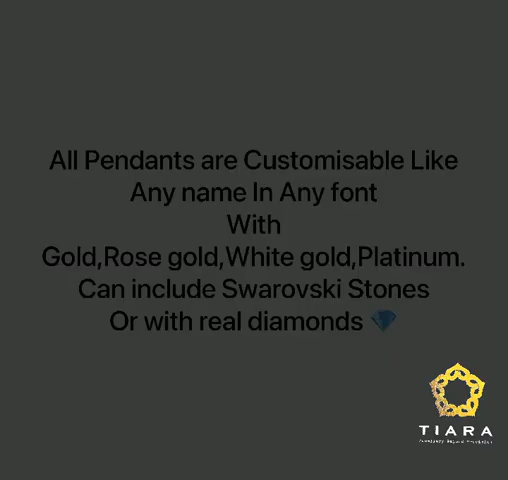 All Pendants are Customisable Like
Any name In Any font
With
Gold,Rose gold,White gold,Platinum.
Can include Swarovski Stones
Or with real diamonds 💎
TIARA